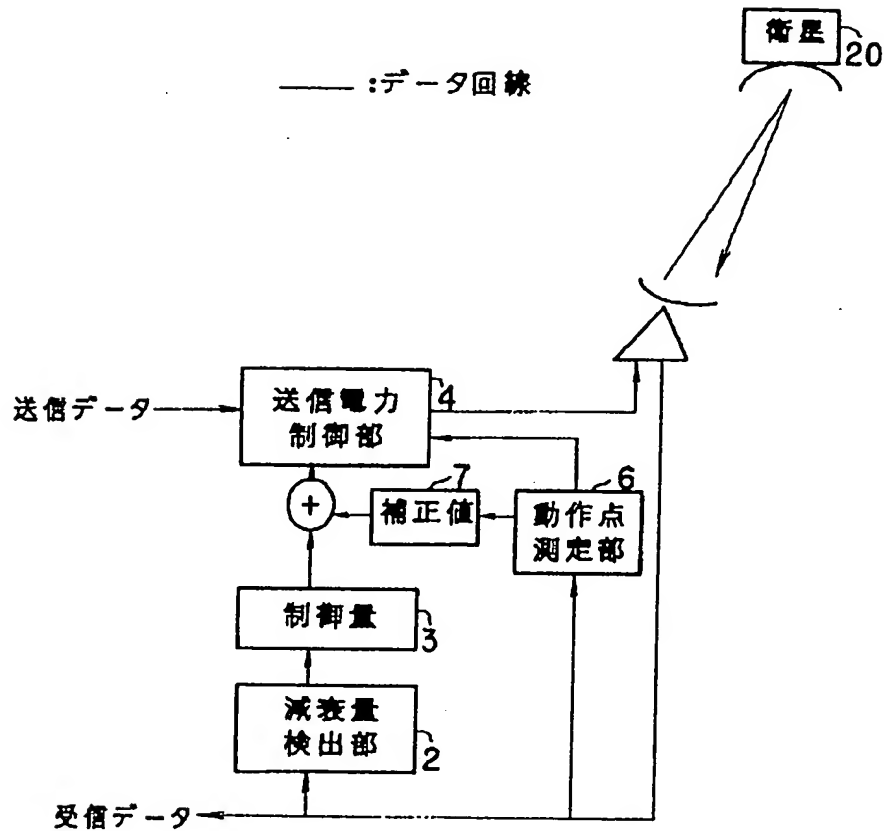 衛星
20
:データ回線
送信データ
送信電力
制御部
4
+
7
補正値
6
動作点
測定部
制御量
3
減衰量
検出部
2
受信データ